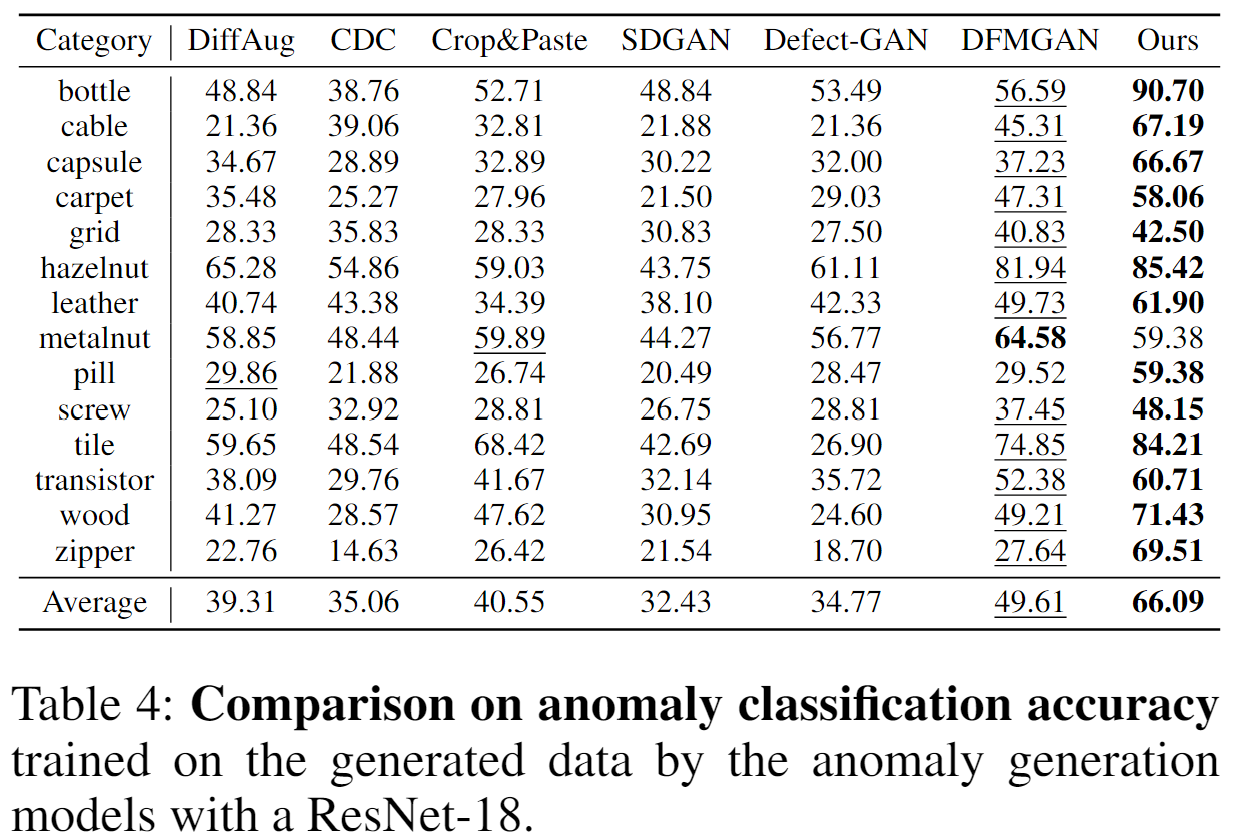 Category DiffAug CDC Crop&Paste SDGAN Defect-GAN DFMGAN Ours
bottle 48.84 38.76 52.71 48.84 53.49 56.59 90.70
cable 21.36 39.06 32.81 21.88 21.36 45.31 67.19
capsule 34.67 28.89 32.89 30.22 32.00 37.23 66.67
carpet 35.48 25.27 27.96 21.50 29.03 47.31 58.06
grid 28.33 35.83 28.33 30.83 27.50 40.83 42.50
hazelnut 65.28 54.86 59.03 43.75 61.11 81.94 85.42
leather 40.74 43.38 34.39 38.10 42.33 49.73 61.90
metalnut 58.85 48.44 59.89 44.27 56.77 64.58 59.38
pill 29.86 21.88 26.74 20.49 28.47 29.52 59.38
screw 25.10 32.92 28.81 26.75 28.81 37.45 48.15
tile 59.65 48.54 68.42 42.69 26.90 74.85 84.21
transistor 38.09 29.76 41.67 32.14 35.72 52.38 60.71
wood 41.27 28.57 47.62 30.95 24.60 49.21 71.43
zipper 22.76 14.63 26.42 21.54 18.70 27.64 69.51
Average 39.31 35.06 40.55 32.43 34.77 49.61 66.09
Table 4: Comparison on anomaly classification accuracy
trained on the generated data by the anomaly generation
models with a ResNet-18.